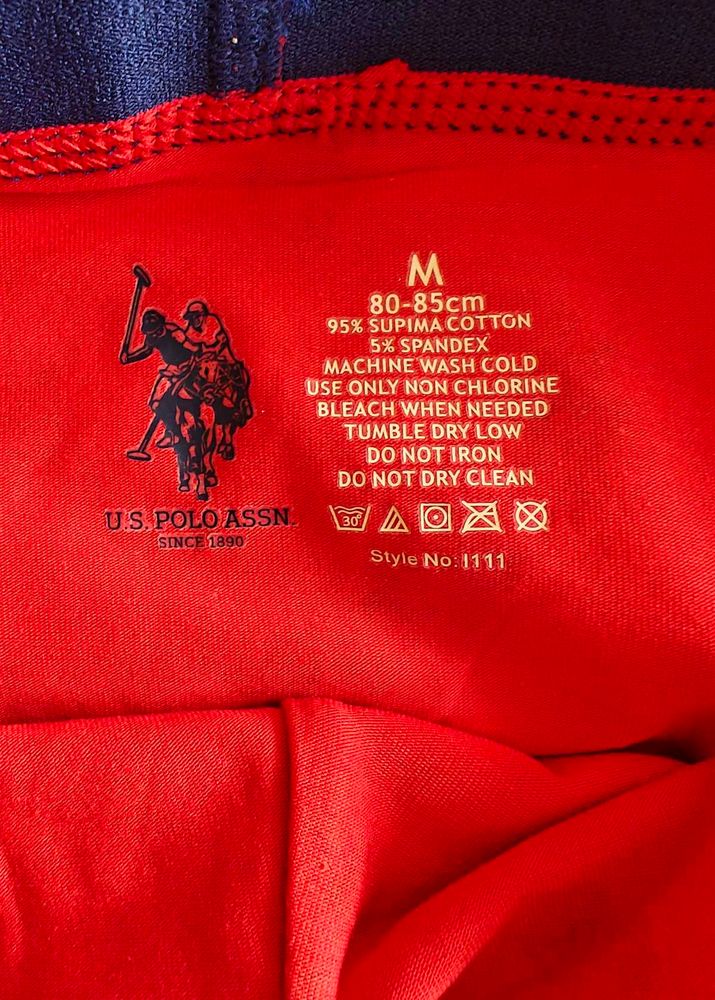 U.S. POLO ASSN.
SINCE 1890
M
80-85cm
95% SUPIMA COTTON
5% SPANDEX
MACHINE WASH COLD
USE ONLY NON CHLORINE
BLEACH WHEN NEEDED
TUMBLE DRY LOW
DO NOT IRON
DO NOT DRY CLEAN
30°
Style No: I111